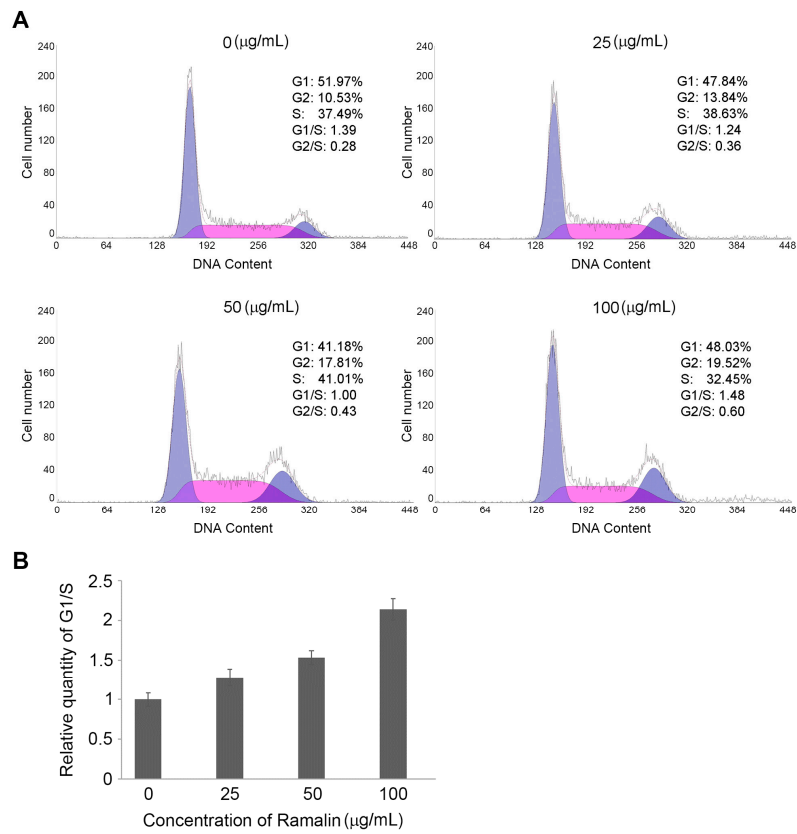 A
0 (μg/mL)
240
200
160
120
80
40
0
Cell number
G1: 51.97%
G2: 10.53%
S: 37.49%
G1/S: 1.39
G2/S: 0.28
0 64 128 192 256 320 384 448
DNA Content
25 (μg/mL)
240
200
160
120
80
40
0
Cell number
G1: 47.84%
G2: 13.84%
S: 38.63%
G1/S: 1.24
G2/S: 0.36
0 64 128 192 256 320 384 448
DNA Content
50 (μg/mL)
240
200
160
120
80
40
0
Cell number
G1: 41.18%
G2: 17.81%
S: 41.01%
G1/S: 1.00
G2/S: 0.43
0 64 128 192 256 320 384 448
DNA Content
100 (μg/mL)
240
200
160
120
80
40
0
Cell number
G1: 48.03%
G2: 19.52%
S: 32.45%
G1/S: 1.48
G2/S: 0.60
0 64 128 192 256 320 384 448
DNA Content
B
2.5
2
1.5
1
0.5
0
Relative quantity of G1/S
0 25 50 100
Concentration of Ramalin (μg/mL)